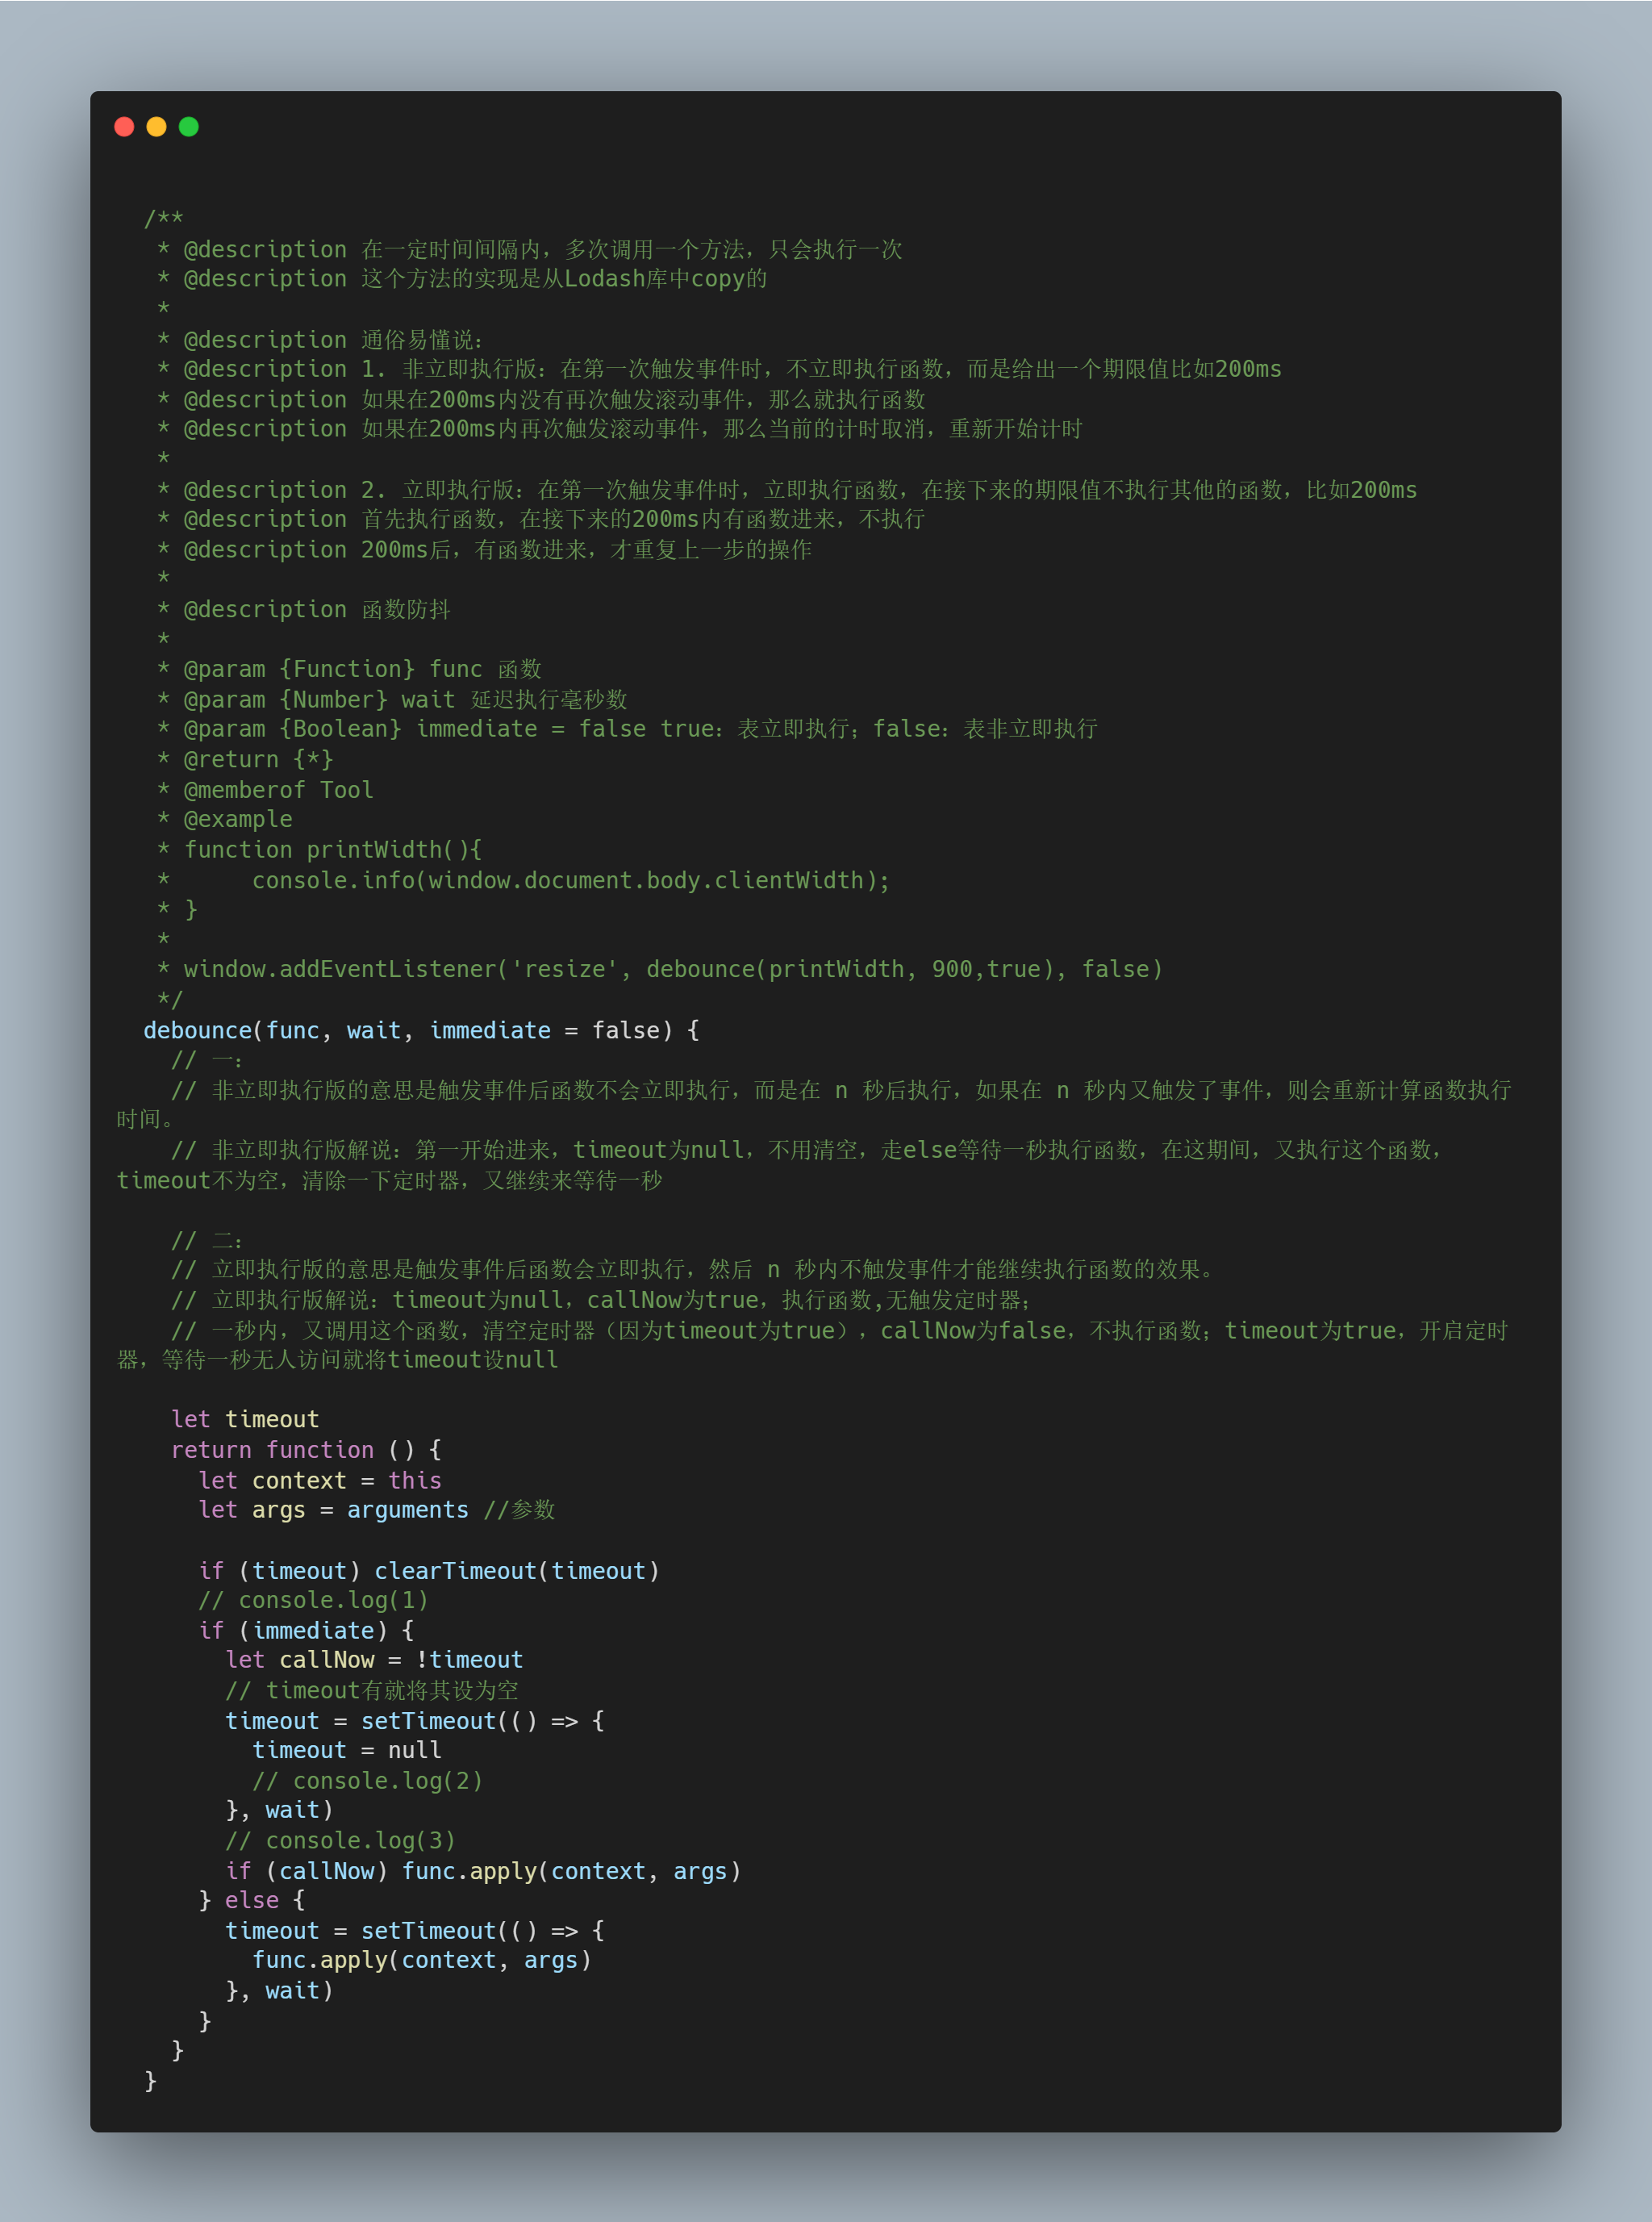 /**
 * @description 在一定时间间隔内，多次调用一个方法，只会执行一次
 * @description 这个方法的实现是从Lodash库中copy的
 *
 * @description 通俗易懂说：
 * @description 1. 非立即执行版：在第一次触发事件时，不立即执行函数，而是给出一个期限值比如200ms
 * @description 如果在200ms内没有再次触发滚动事件，那么就执行函数
 * @description 如果在200ms内再次触发滚动事件，那么当前的计时取消，重新开始计时
 *
 * @description 2. 立即执行版：在第一次触发事件时，立即执行函数，在接下来的期限值不执行其他的函数，比如200ms
 * @description 首先执行函数，在接下来的200ms内有函数进来，不执行
 * @description 200ms后，有函数进来，才重复上一步的操作
 *
 * @description 函数防抖
 *
 * @param {Function} func 函数
 * @param {Number} wait 延迟执行毫秒数
 * @param {Boolean} immediate = false true：表立即执行；false：表非立即执行
 * @return {*}
 * @memberof Tool
 * @example
 * function printWidth(){
 *      console.info(window.document.body.clientWidth);
 * }
 *
 * window.addEventListener('resize', debounce(printWidth, 900,true), false)
 */
debounce(func, wait, immediate = false) {
  // 一：
  // 非立即执行版的意思是触发事件后函数不会立即执行，而是在 n 秒后执行，如果在 n 秒内又触发了事件，则会重新计算函数执行
时间。
  // 非立即执行版解说：第一开始进来，timeout为null，不用清空，走else等待一秒执行函数，在这期间，又执行这个函数，
timeout不为空，清除一下定时器，又继续来等待一秒

  // 二：
  // 立即执行版的意思是触发事件后函数会立即执行，然后 n 秒内不触发事件才能继续执行函数的效果。
  // 立即执行版解说：timeout为null，callNow为true，执行函数,无触发定时器；
  // 一秒内，又调用这个函数，清空定时器（因为timeout为true），callNow为false，不执行函数；timeout为true，开启定时
器，等待一秒无人访问就将timeout设null

  let timeout
  return function () {
    let context = this
    let args = arguments //参数

    if (timeout) clearTimeout(timeout)
    // console.log(1)
    if (immediate) {
      let callNow = !timeout
      // timeout有就将其设为空
      timeout = setTimeout(() => {
        timeout = null
        // console.log(2)
      }, wait)
      // console.log(3)
      if (callNow) func.apply(context, args)
    } else {
      timeout = setTimeout(() => {
        func.apply(context, args)
      }, wait)
    }
  }
}